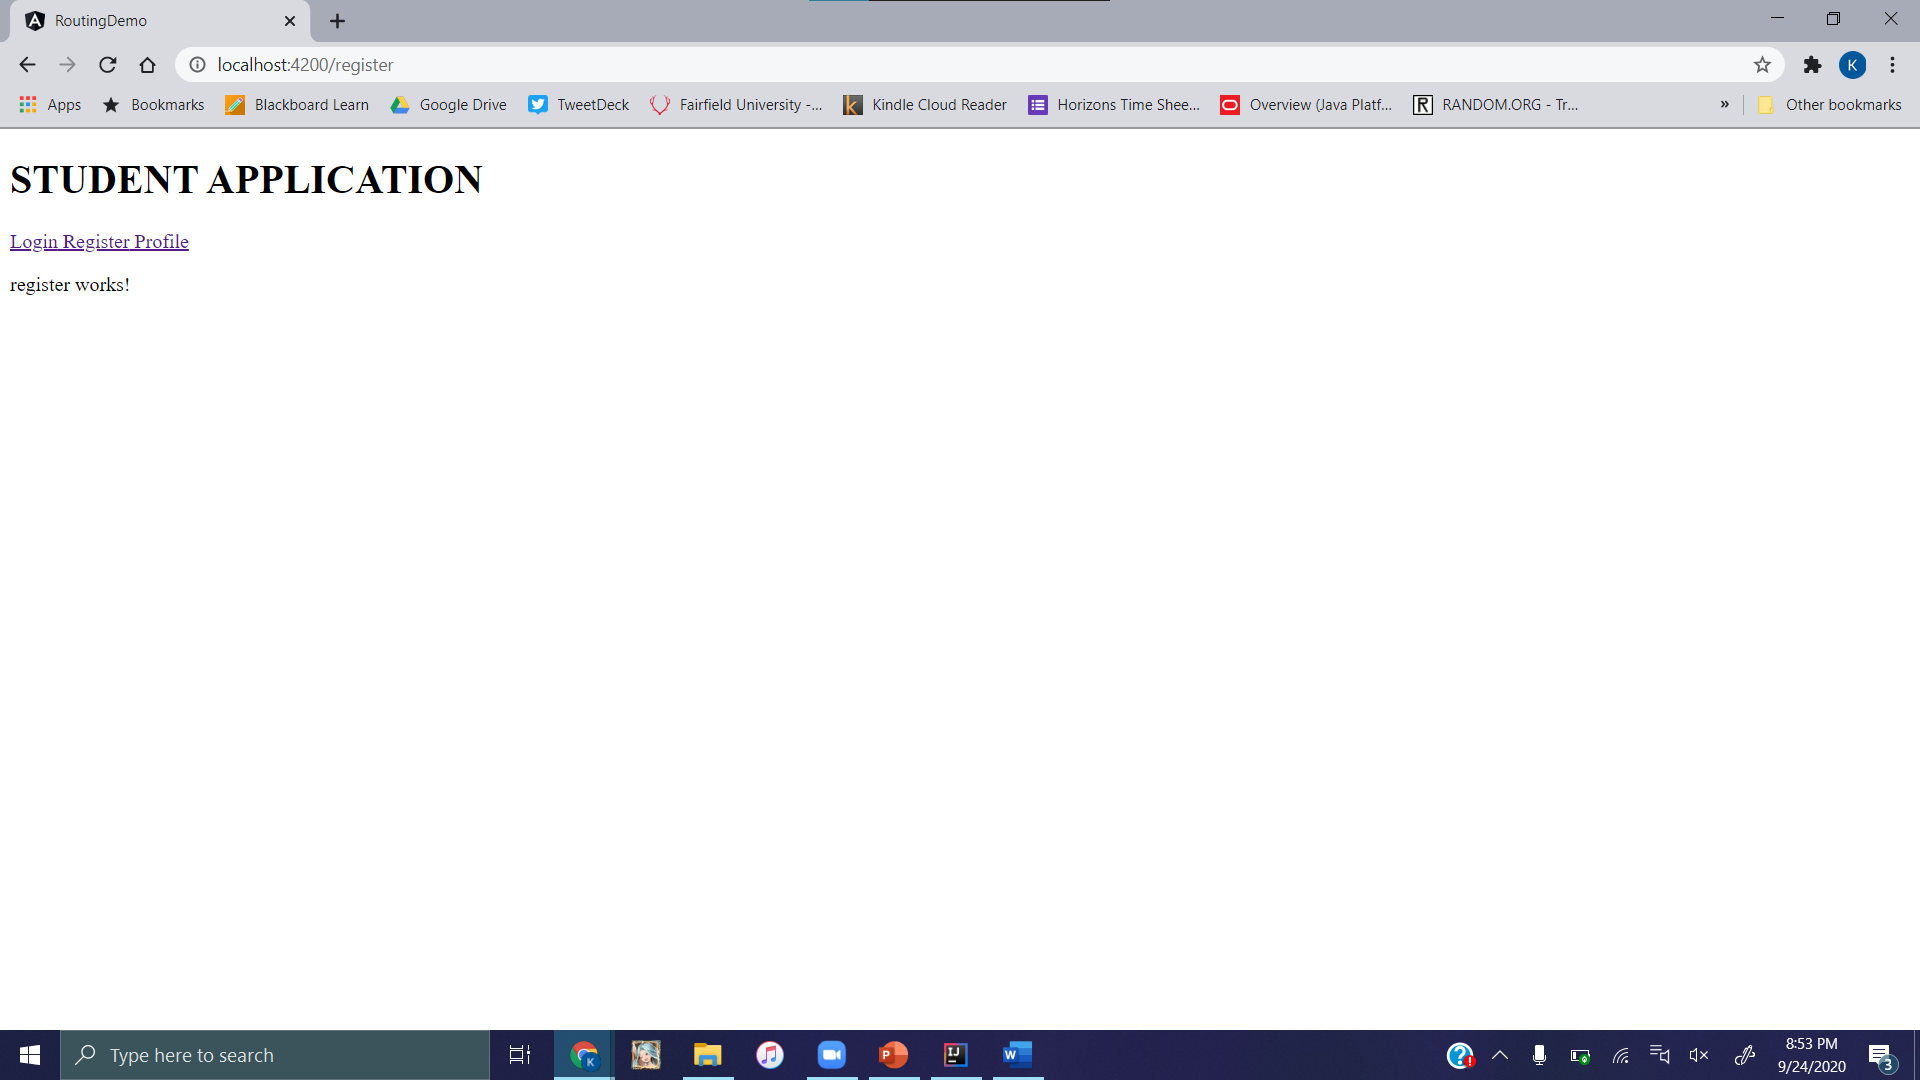 RoutingDemo
localhost:4200/register
K
Apps Bookmarks Blackboard Learn Google Drive TweetDeck Fairfield University -... Kindle Cloud Reader Horizons Time Shee... Overview (Java Platf... RANDOM.ORG - Tr... » Other bookmarks
STUDENT APPLICATION
Login Register Profile
register works!
Type here to search
8:53 PM
9/24/2020
3